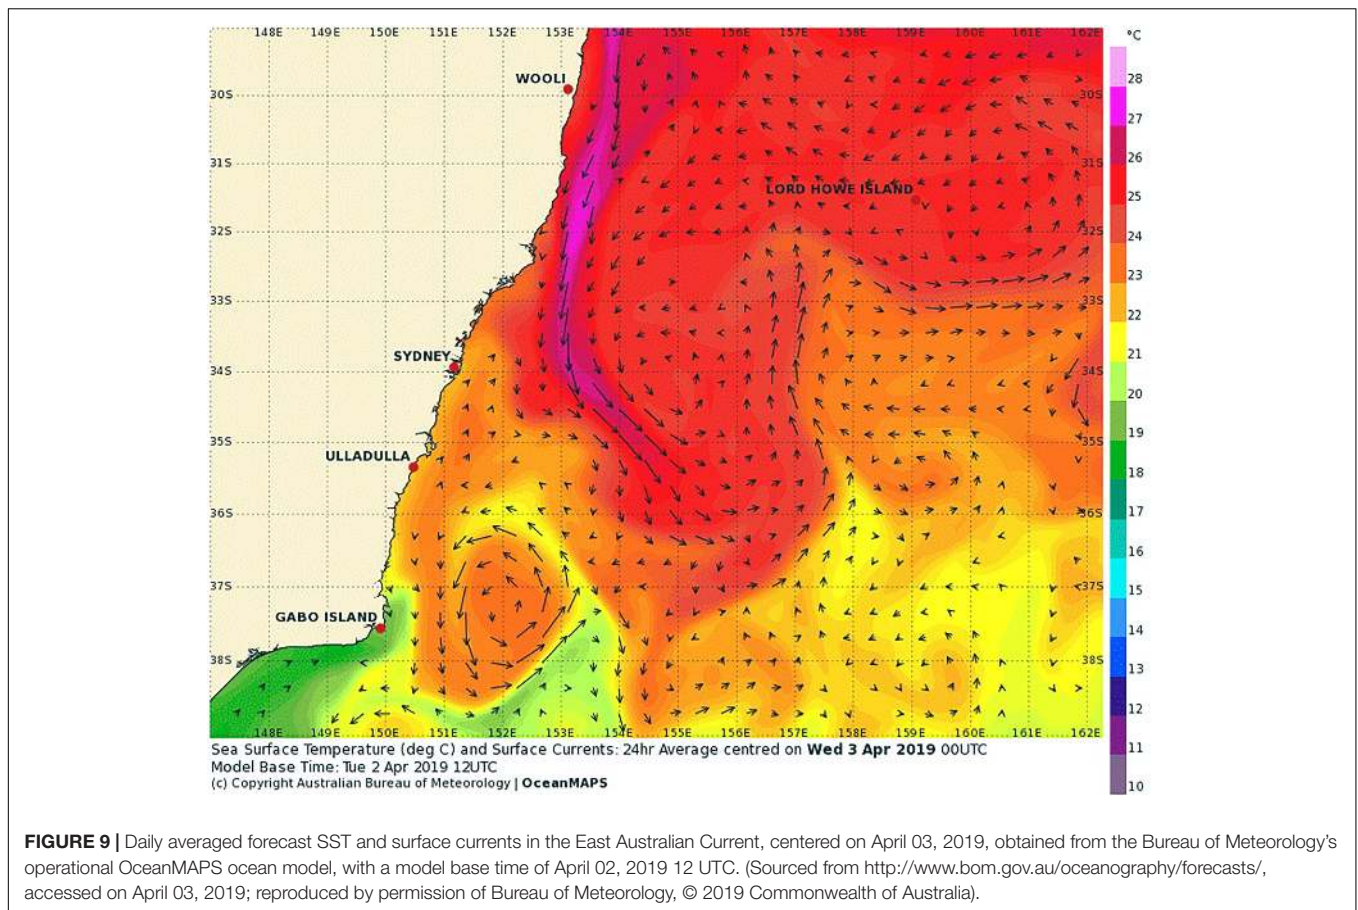 148E 149E 150E 151E 152E 153E 154E 155E 156E 157E 158E 159E 160E 161E 162E
°C
WOOLI
28
30S 30S
27
26
31S 31S
LORD HOWE ISLAND
25
32S 32S
24
23
33S 33S
22
SYDNEY
21
34S 34S
20
19
35S 35S
ULLADULLA
18
36S 36S
17
16
37S 37S
15
GABO ISLAND
14
38S 38S
13
12
148E 149E 150E 151E 152E 153E 154E 155E 156E 157E 158E 159E 160E 161E 162E
11
10
Sea Surface Temperature (deg C) and Surface Currents: 24hr Average centred on Wed 3 Apr 2019 00UTC
Model Base Time: Tue 2 Apr 2019 12UTC
(c) Copyright Australian Bureau of Meteorology | OceanMAPS
FIGURE 9 | Daily averaged forecast SST and surface currents in the East Australian Current, centered on April 03, 2019, obtained from the Bureau of Meteorology's
operational OceanMAPS ocean model, with a model base time of April 02, 2019 12 UTC. (Sourced from http://www.bom.gov.au/oceanography/forecasts/,
accessed on April 03, 2019; reproduced by permission of Bureau of Meteorology, © 2019 Commonwealth of Australia).